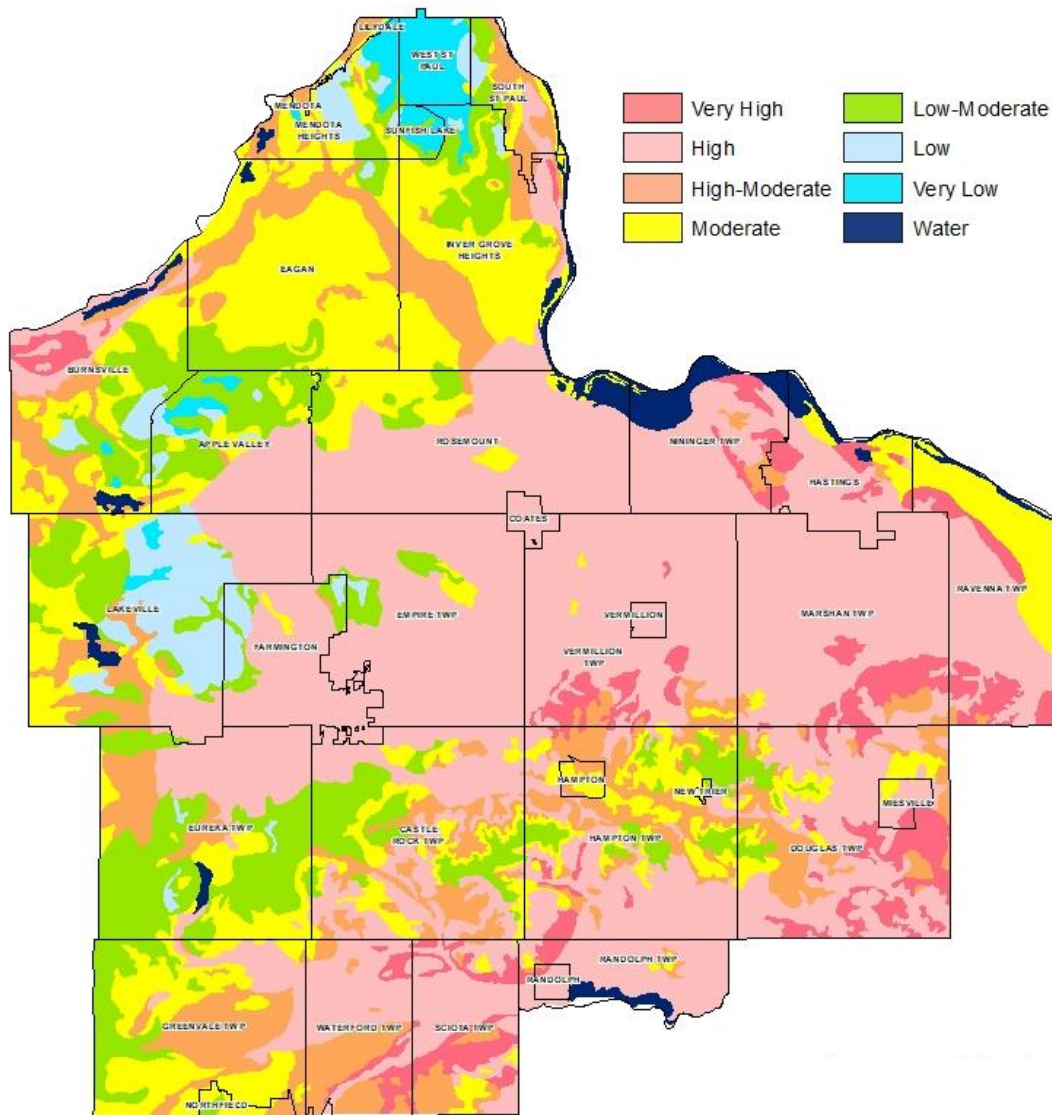 LILYDALE
WEST ST
PAUL
SOUTH
ST PAUL
MENDOTA
MENDOTA
HEIGHTS
SUNFISH LAKE
Very High
High
High-Moderate
Moderate
Low-Moderate
Low
Very Low
Water
INVER GROVE
HEIGHTS
EAGAN
BURNSVILLE
APPLE VALLEY
ROSEMOUNT
NININGER TWP
HASTINGS
COATES
LAKEVILLE
FARMINGTON
EMPIRE TWP
VERMILLION
VERMILLION
TWP
MARSHAN TWP
RAVENNA TWP
HAMPTON
NEW TRIER
MIESVILLE
EUREKA TWP
CASTLE
ROCK TWP
HAMPTON TWP
DOUGLAS TWP
RANDOLPH TWP
RANDOLPH
GREENVALE TWP
WATERFORD TWP
SCIOTA TWP
NORTHFIELD